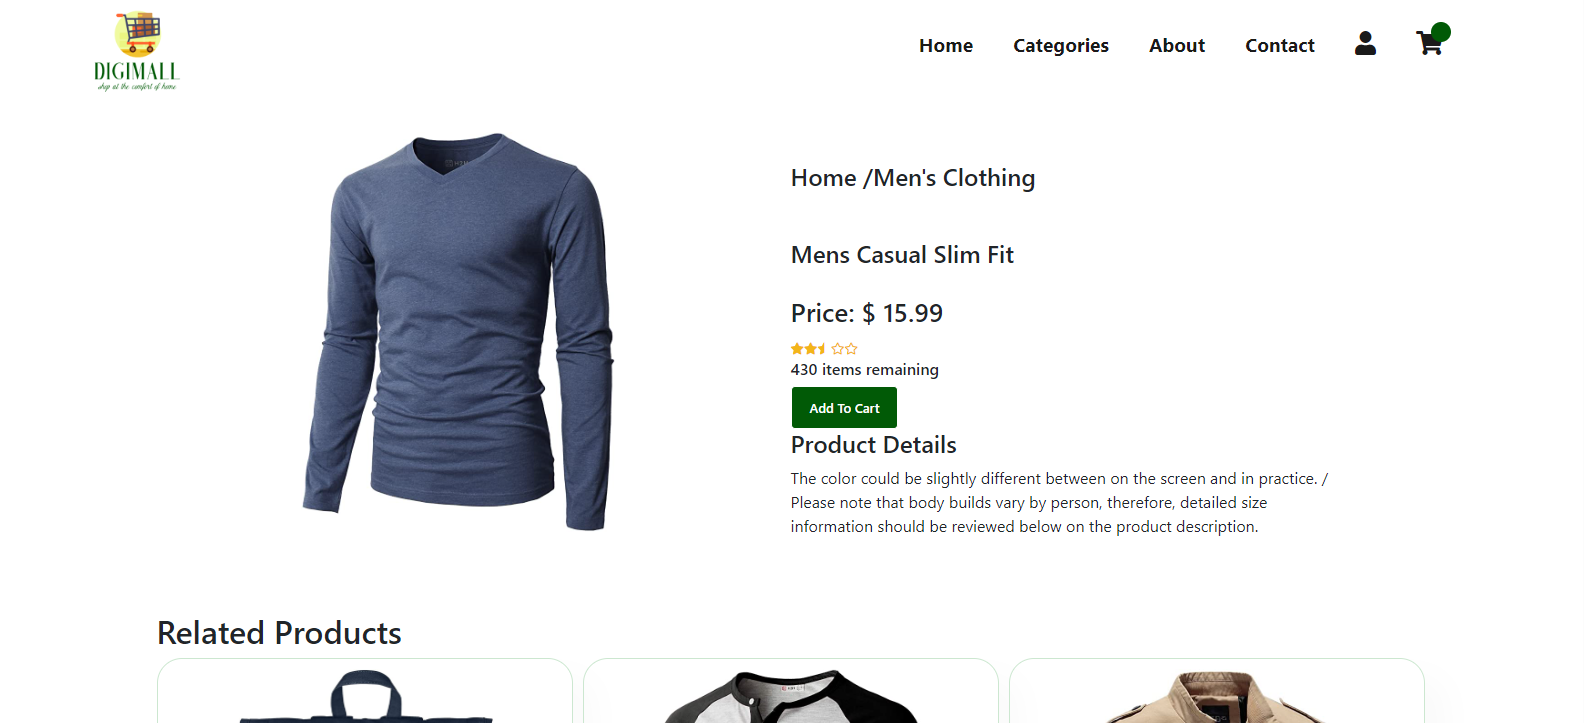 DIGIMALL
shop at the comfort of home
Home Categories About Contact
Home /Men's Clothing
Mens Casual Slim Fit
Price: $ 15.99
430 items remaining
Add To Cart
Product Details
The color could be slightly different between on the screen and in practice. /
Please note that body builds vary by person, therefore, detailed size
information should be reviewed below on the product description.
Related Products